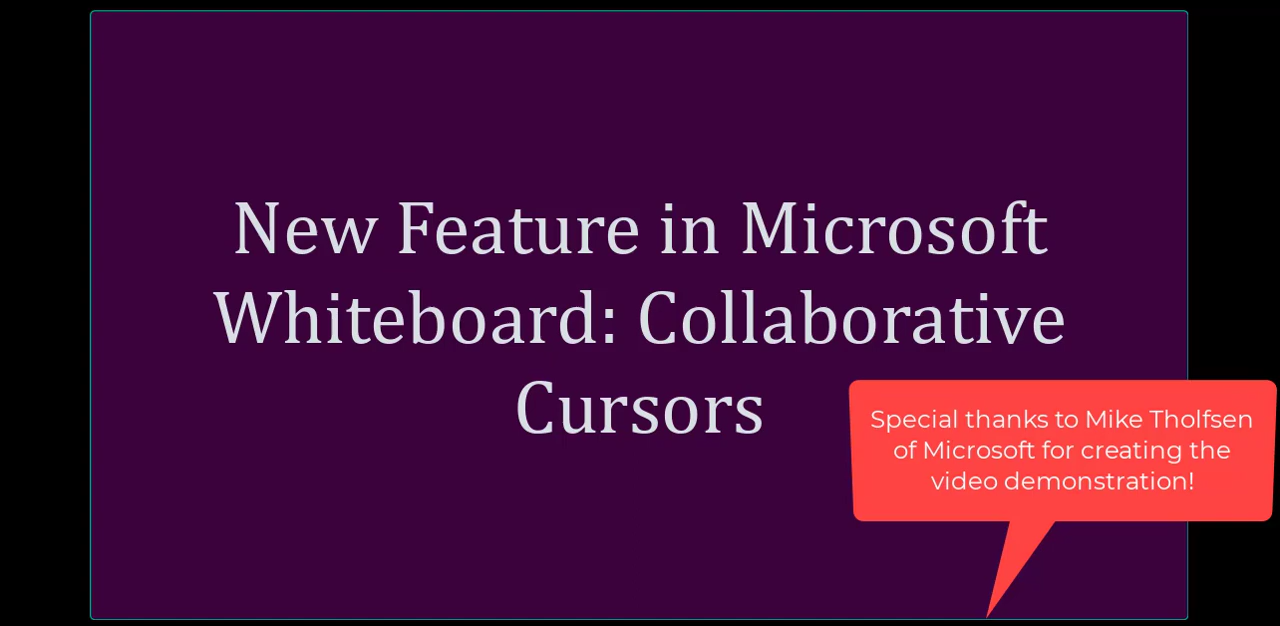 New Feature in Microsoft
Whiteboard: Collaborative
Cursors
Special thanks to Mike Tholfsen
of Microsoft for creating the
video demonstration!